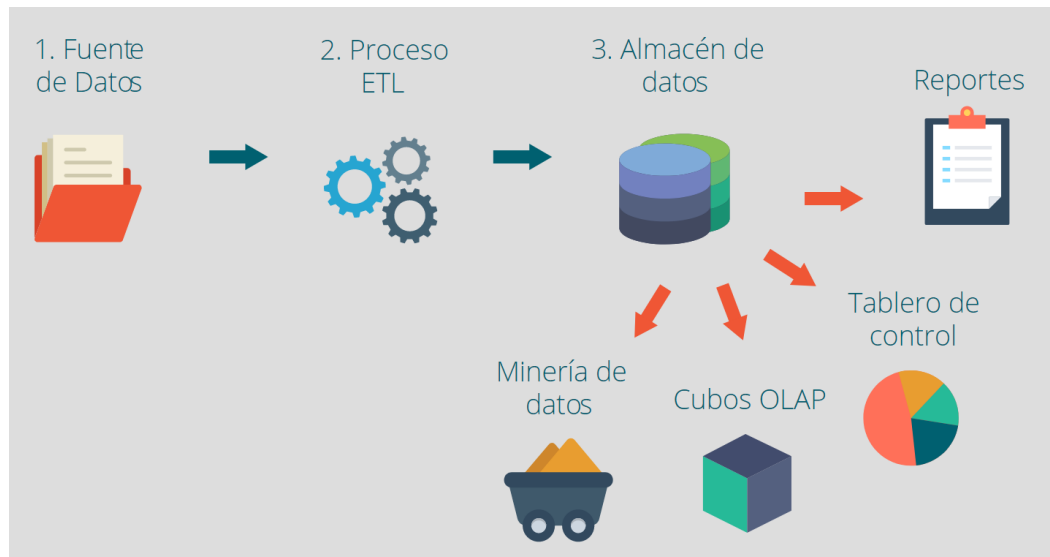 1. Fuente
de Datos
2. Proceso
ETL
3. Almacén de
datos
Reportes
Tablero de
control
Minería de
datos
Cubos OLAP